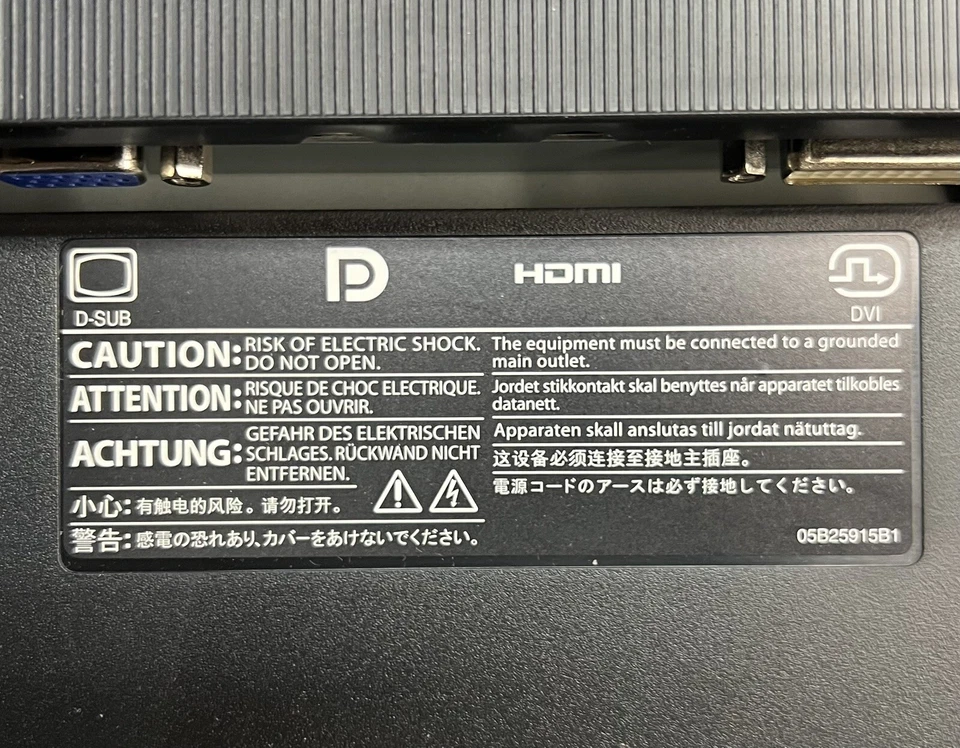 D-SUB
HDMI
DVI
CAUTION: RISK OF ELECTRIC SHOCK.
DO NOT OPEN.
ATTENTION: RISQUE DE CHOC ELECTRIQUE.
NE PAS OUVRIR.
ACHTUNG: GEFAHR DES ELEKTRISCHEN
SCHLAGES. RÜCKWAND NICHT
ENTFERNEN.
小心: 有触电的风险。请勿打开。
警告: 感電の恐れあり,カバーをあけないでください。
The equipment must be connected to a grounded
main outlet.
Jordet stikkontakt skal benyttes når apparatet tilkobles
datanett.
Apparaten skall anslutas till jordat nätuttag.
这设备必须连接至接地主插座。
電源コードのアースは必ず接地してください。
05B25915B1